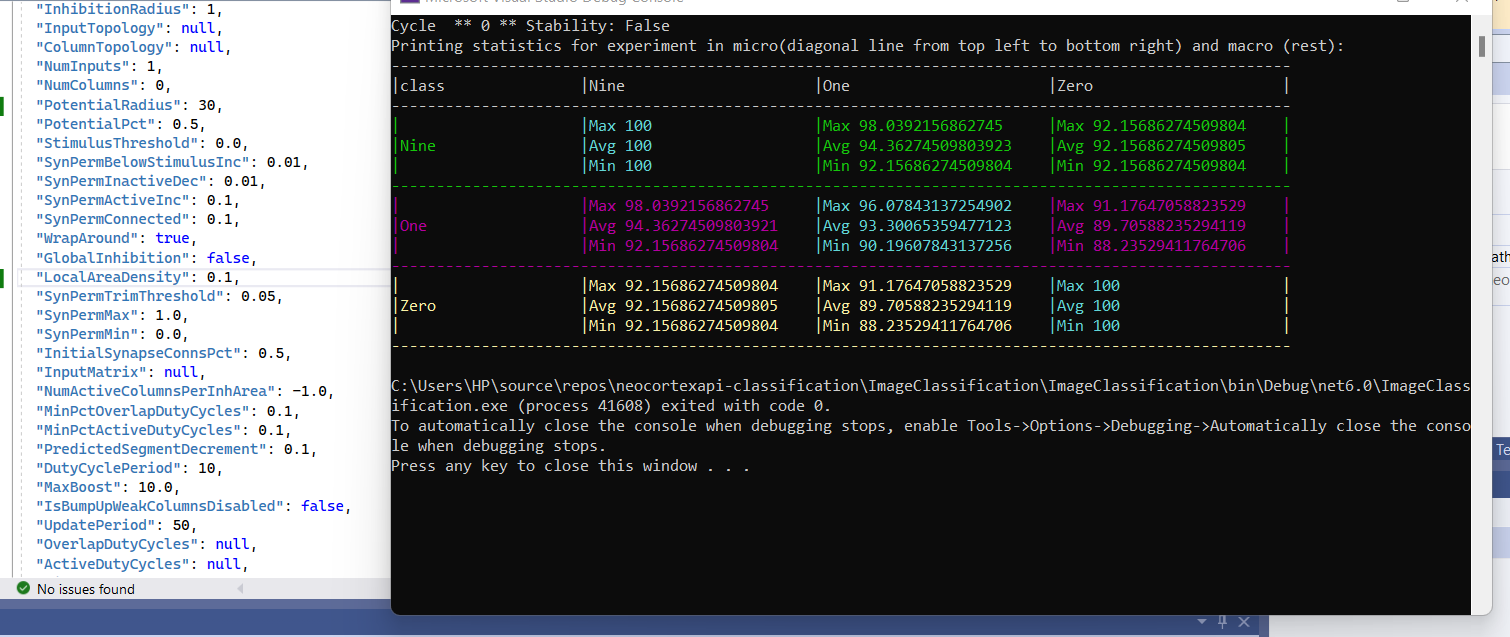 "InhibitionRadius": 1,
"InputTopology": null,
"ColumnTopology": null,
"NumInputs": 1,
"NumColumns": 0,
"PotentialRadius": 30,
"PotentialPct": 0.5,
"StimulusThreshold": 0.0,
"SynPermBelowStimulusInc": 0.01,
"SynPermInactiveDec": 0.01,
"SynPermActiveInc": 0.1,
"SynPermConnected": 0.1,
"WrapAround": true,
"GlobalInhibition": false,
"LocalAreaDensity": 0.1,
"SynPermTrimThreshold": 0.05,
"SynPermMax": 1.0,
"SynPermMin": 0.0,
"InitialSynapseConnsPct": 0.5,
"InputMatrix": null,
"NumActiveColumnsPerInhArea": -1.0,
"MinPctOverlapDutyCycles": 0.1,
"MinPctActiveDutyCycles": 0.1,
"PredictedSegmentDecrement": 0.1,
"DutyCyclePeriod": 10,
"MaxBoost": 10.0,
"IsBumpUpWeakColumnsDisabled": false,
"UpdatePeriod": 50,
"OverlapDutyCycles": null,
"ActiveDutyCycles": null,
No issues found
Microsoft Visual Studio Debug Console
Cycle  ** 0 ** Stability: False
Printing statistics for experiment in micro(diagonal line from top left to bottom right) and macro (rest):
|class |Nine |One |Zero |
| |Max 100 |Max 98.0392156862745 |Max 92.15686274509804 |
|Nine |Avg 100 |Avg 94.36274509803923 |Avg 92.15686274509805 |
| |Min 100 |Min 92.15686274509804 |Min 92.15686274509804 |
| |Max 98.0392156862745 |Max 96.07843137254902 |Max 91.17647058823529 |
|One |Avg 94.36274509803921 |Avg 93.30065359477123 |Avg 89.70588235294119 |
| |Min 92.15686274509804 |Min 90.19607843137256 |Min 88.23529411764706 |
| |Max 92.15686274509804 |Max 91.17647058823529 |Max 100 |
|Zero |Avg 92.15686274509805 |Avg 89.70588235294119 |Avg 100 |
| |Min 92.15686274509804 |Min 88.23529411764706 |Min 100 |
C:\Users\HP\source\repos\neocortexapi-classification\ImageClassification\ImageClassification\bin\Debug\net6.0\ImageClass
ification.exe (process 41608) exited with code 0.
To automatically close the console when debugging stops, enable Tools->Options->Debugging->Automatically close the conso
le when debugging stops.
Press any key to close this window . . .
ath
eo
Te